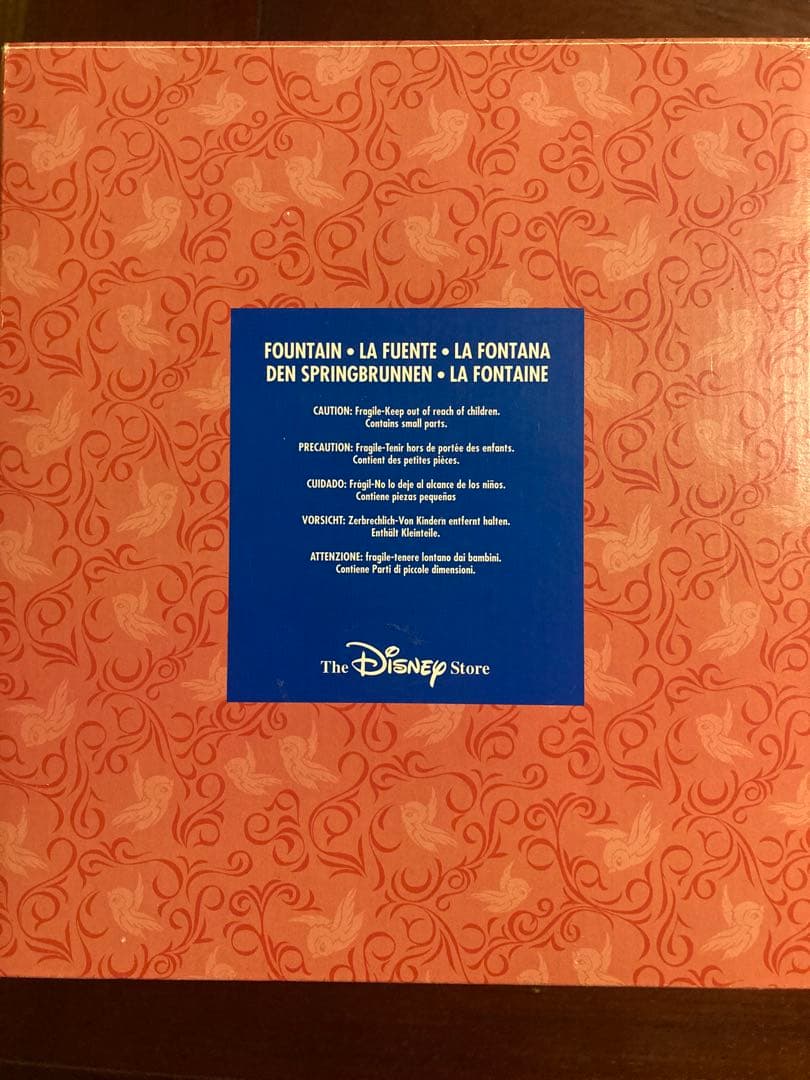 FOUNTAIN • LA FUENTE • LA FONTANA
DEN SPRINGBRUNNEN • LA FONTAINE
CAUTION: Fragile-Keep out of reach of children.
Contains small parts.
PRECAUTION: Fragile-Tenir hors de portée des enfants.
Contient des petites pièces.
CUIDADO: Frágil-No lo deje al alcance de los niños.
Contiene piezas pequeñas
VORSICHT: Zerbrechlich-Von Kindern entfernt halten.
Enthält Kleinteile.
ATTENZIONE: fragile-tenere lontano dai bambini.
Contiene Parti di piccole dimensioni.
The Disney Store